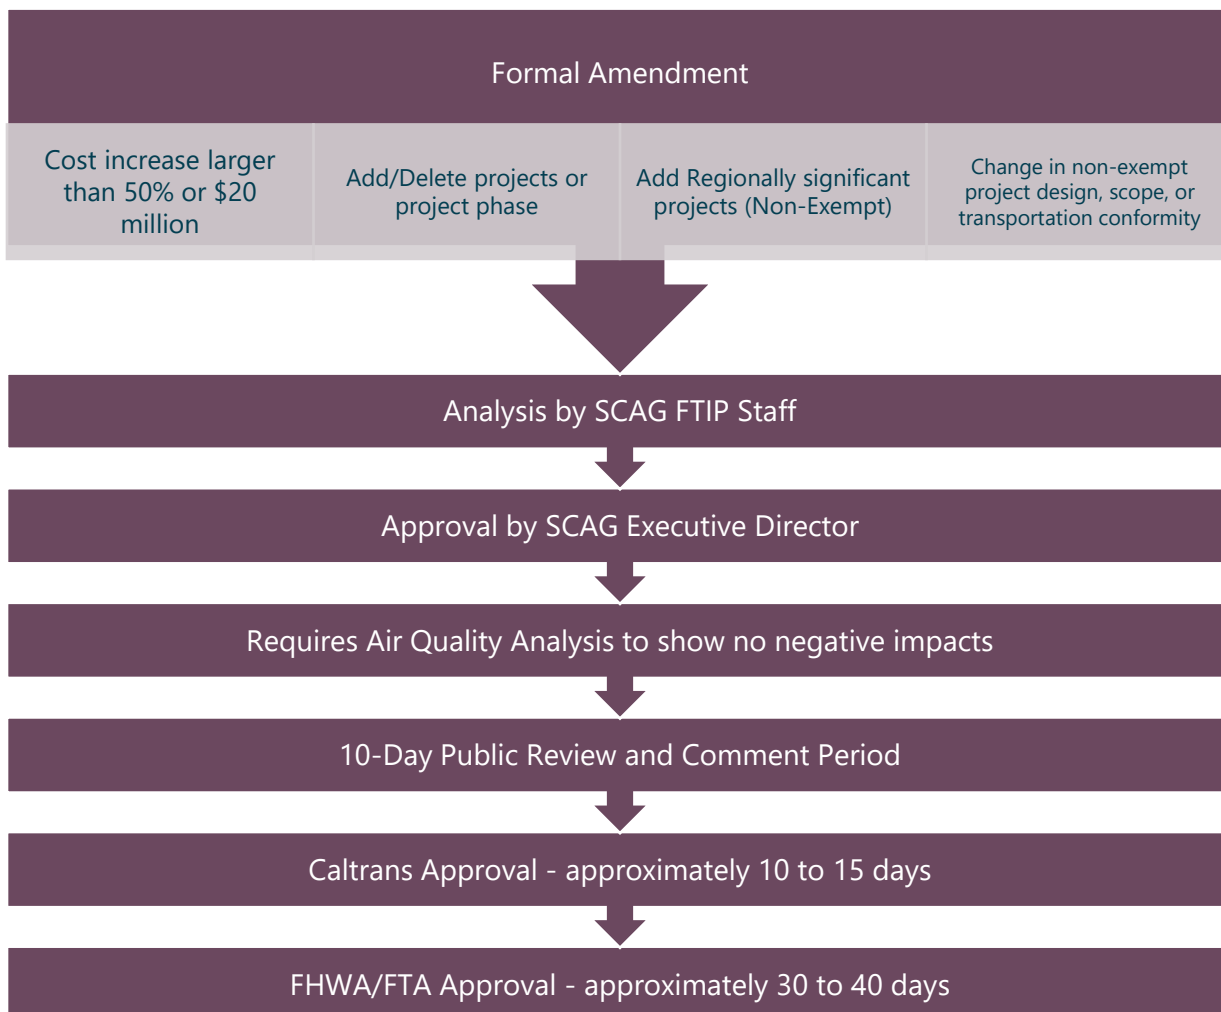 Formal Amendment
Cost increase larger
than 50% or $20
million
Add/Delete projects or
project phase
Add Regionally significant
projects (Non-Exempt)
Change in non-exempt
project design, scope, or
transportation conformity
Analysis by SCAG FTIP Staff
Approval by SCAG Executive Director
Requires Air Quality Analysis to show no negative impacts
10-Day Public Review and Comment Period
Caltrans Approval - approximately 10 to 15 days
FHWA/FTA Approval - approximately 30 to 40 days